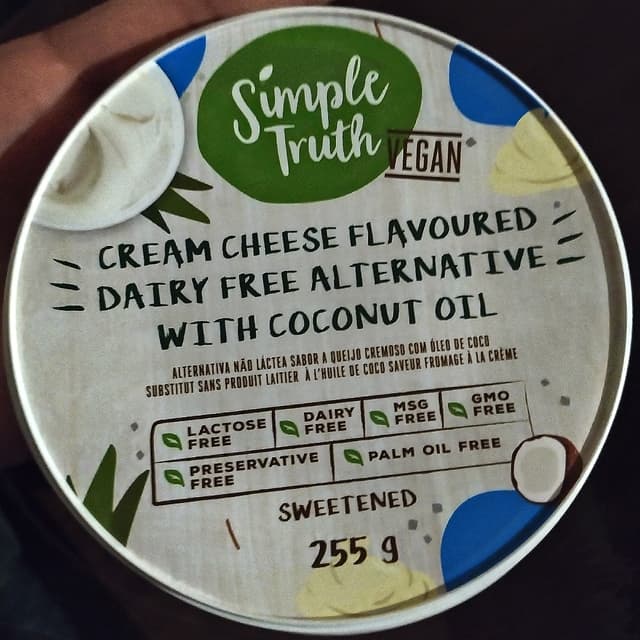 Simple
Truth
VEGAN
CREAM CHEESE FLAVOURED
DAIRY FREE ALTERNATIVE
WITH COCONUT OIL
ALTERNATIVA NÃO LÁCTEA SABOR A QUEIJO CREMOSO COM ÓLEO DE COCO
SUBSTITUT SANS PRODUIT LAITIER À L'HUILE DE COCO SAVEUR FROMAGE À LA CRÈME
LACTOSE FREE
DAIRY FREE
MSG FREE
GMO FREE
PRESERVATIVE FREE
PALM OIL FREE
SWEETENED
255 g